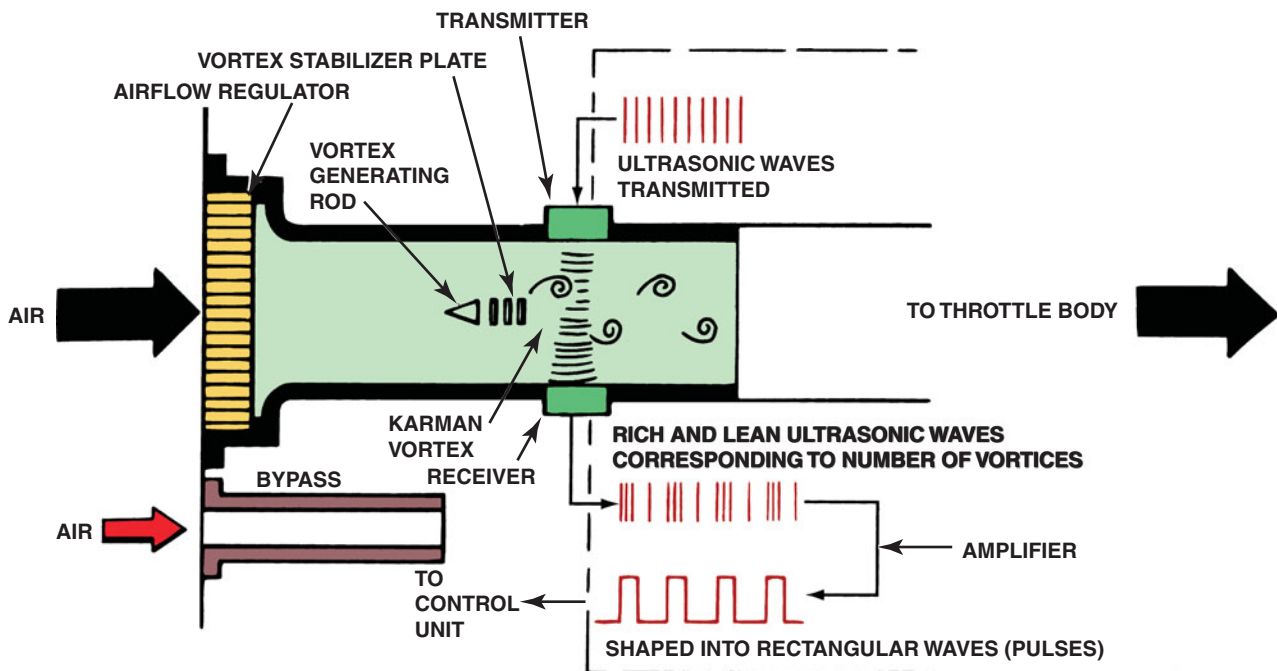 TRANSMITTER
VORTEX STABILIZER PLATE
AIRFLOW REGULATOR
VORTEX
GENERATING
ROD
ULTRASONIC WAVES
TRANSMITTED
AIR
TO THROTTLE BODY
KARMAN
VORTEX
RECEIVER
RICH AND LEAN ULTRASONIC WAVES
CORRESPONDING TO NUMBER OF VORTICES
BYPASS
AIR
AMPLIFIER
TO
CONTROL
UNIT
SHAPED INTO RECTANGULAR WAVES (PULSES)